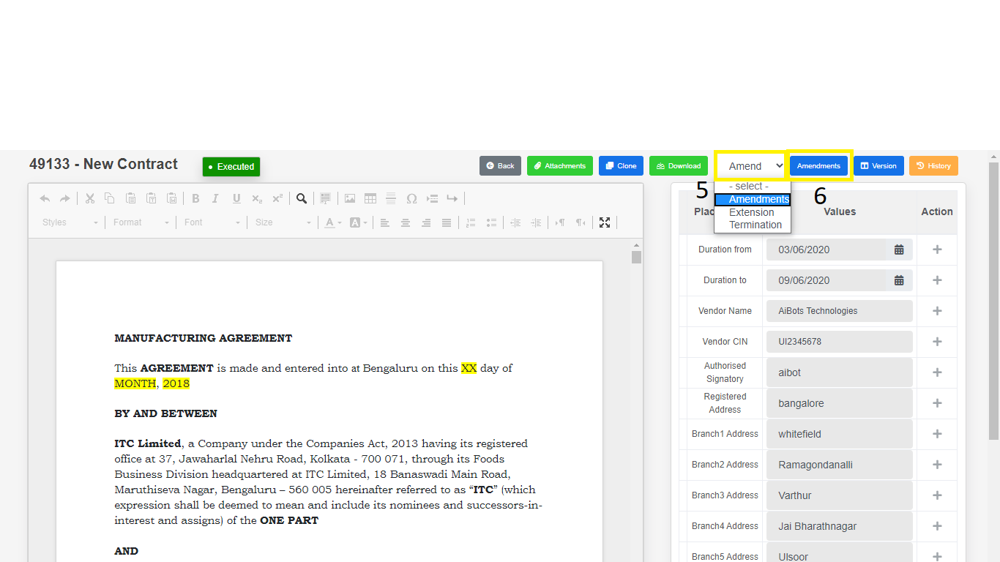 49133 - New Contract
Executed
Back
Attachments
Clone
Download
Amend
Amendments
Version
History
- select -
Amendments
Extension
Termination
5
6
Plac
Values
Action
B I U x₂ x²
Ω
Styles
Format
Font
Size
A
A
MANUFACTURING AGREEMENT
This AGREEMENT is made and entered into at Bengaluru on this XX day of
MONTH, 2018
BY AND BETWEEN
ITC Limited, a Company under the Companies Act, 2013 having its registered
office at 37, Jawaharlal Nehru Road, Kolkata - 700 071, through its Foods
Business Division headquartered at ITC Limited, 18 Banaswadi Main Road,
Maruthiseva Nagar, Bengaluru – 560 005 hereinafter referred to as “ITC” (which
expression shall be deemed to mean and include its nominees and successors-in-
interest and assigns) of the ONE PART
AND
Duration from
03/06/2020
Duration to
09/06/2020
Vendor Name
AiBots Technologies
Vendor CIN
UI2345678
Authorised
Signatory
aibot
Registered
Address
bangalore
Branch1 Address
whitefield
Branch2 Address
Ramagondanalli
Branch3 Address
Varthur
Branch4 Address
Jai Bharathnagar
Branch5 Address
Ulsoor